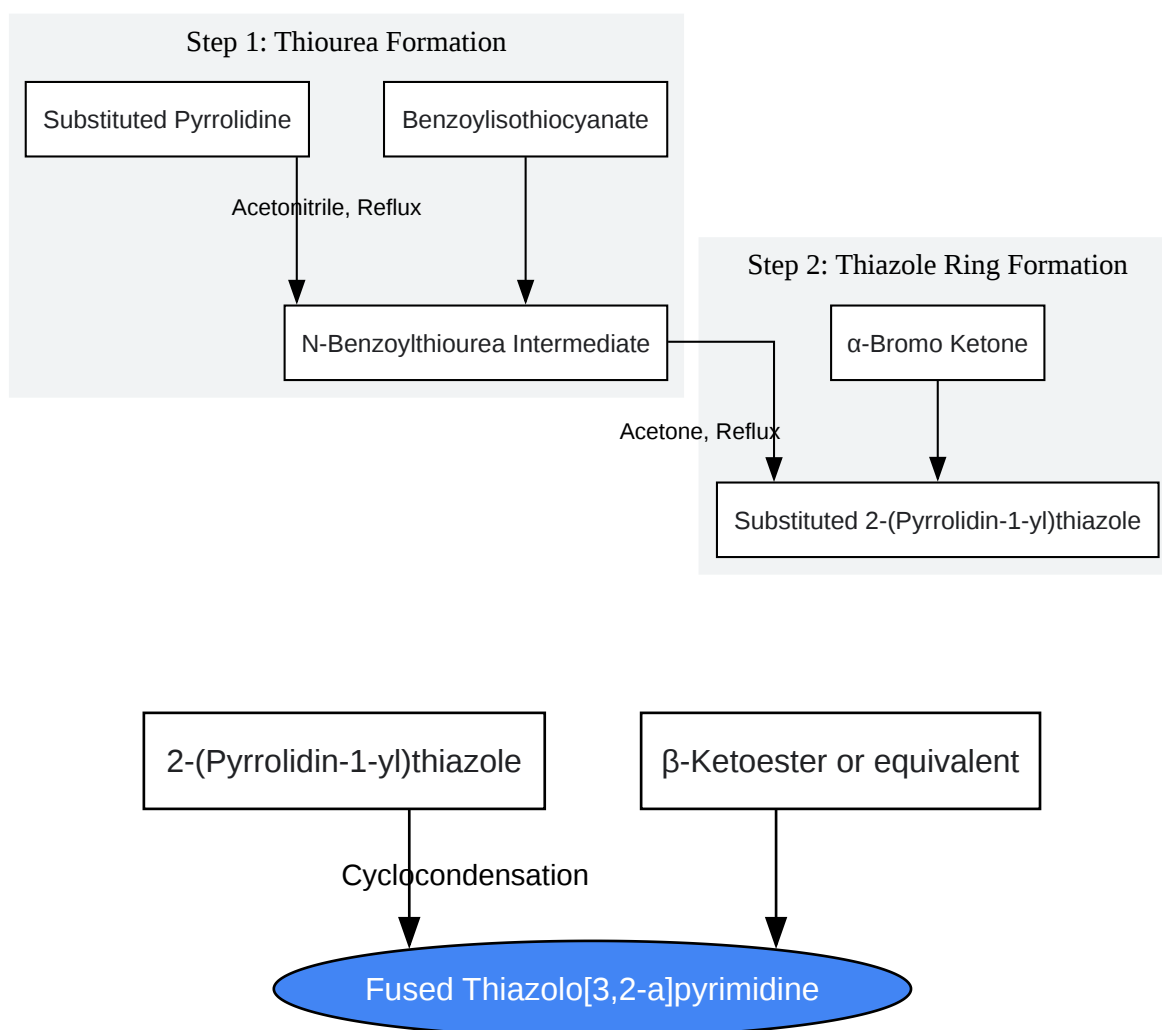 Step 1: Thiourea Formation
Substituted Pyrrolidine
Benzoylisothiocyanate
Acetonitrile, Reflux
N-Benzoylthiourea Intermediate
Step 2: Thiazole Ring Formation
α-Bromo Ketone
Acetone, Reflux
Substituted 2-(Pyrrolidin-1-yl)thiazole
2-(Pyrrolidin-1-yl)thiazole
β-Ketoester or equivalent
Cyclocondensation
Fused Thiazolo[3,2-a]pyrimidine